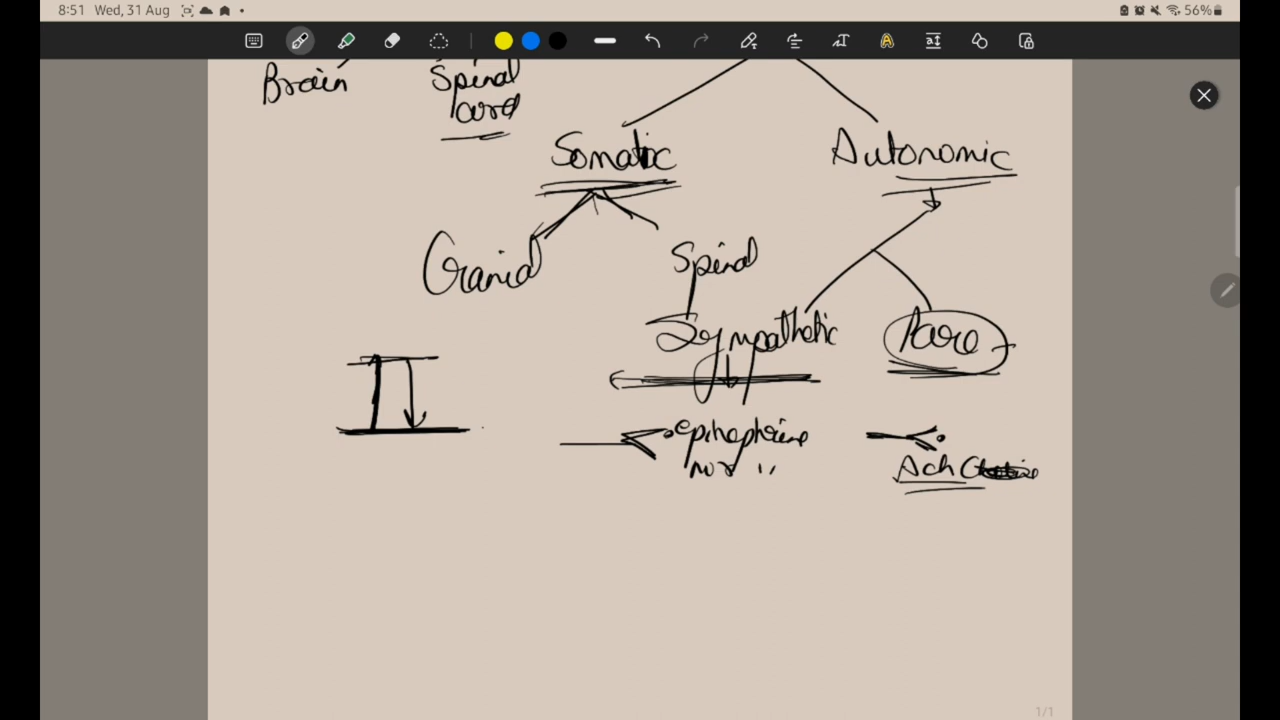 8:51 Wed, 31 Aug
56%
Brain
Spinal
cord
Somatic
Autonomic
Cranial
Spinal
Sympathetic
Para
epinephrine
nor "
Ach
1/1